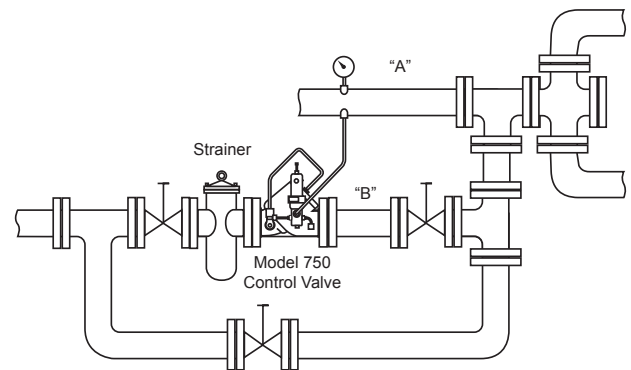 “A”
Strainer
“B”
Model 750
Control Valve